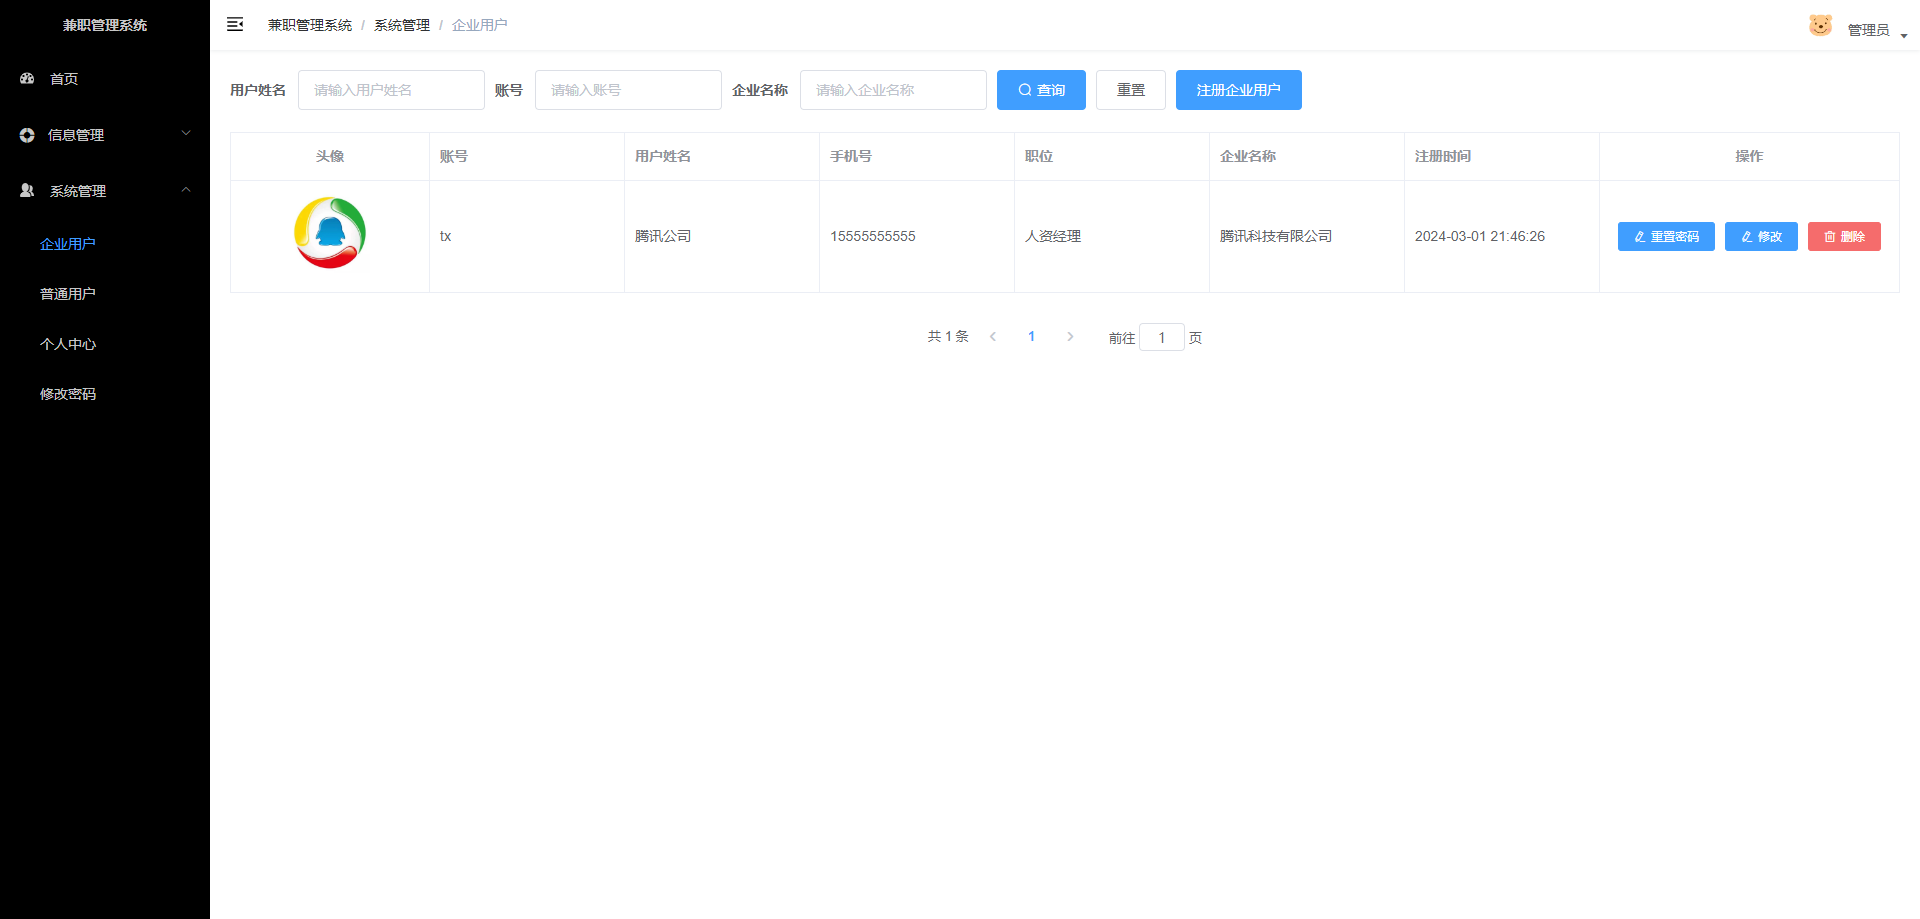 兼职管理系统
首页
信息管理
系统管理
企业用户
普通用户
个人中心
修改密码
兼职管理系统 / 系统管理 / 企业用户
管理员
用户姓名 请输入用户姓名 账号 请输入账号 企业名称 请输入企业名称 查询 重置 注册企业用户
头像 账号 用户姓名 手机号 职位 企业名称 注册时间 操作
tx 腾讯公司 15555555555 人资经理 腾讯科技有限公司 2024-03-01 21:46:26 重置密码 修改 删除
共 1 条 1 前往 1 页